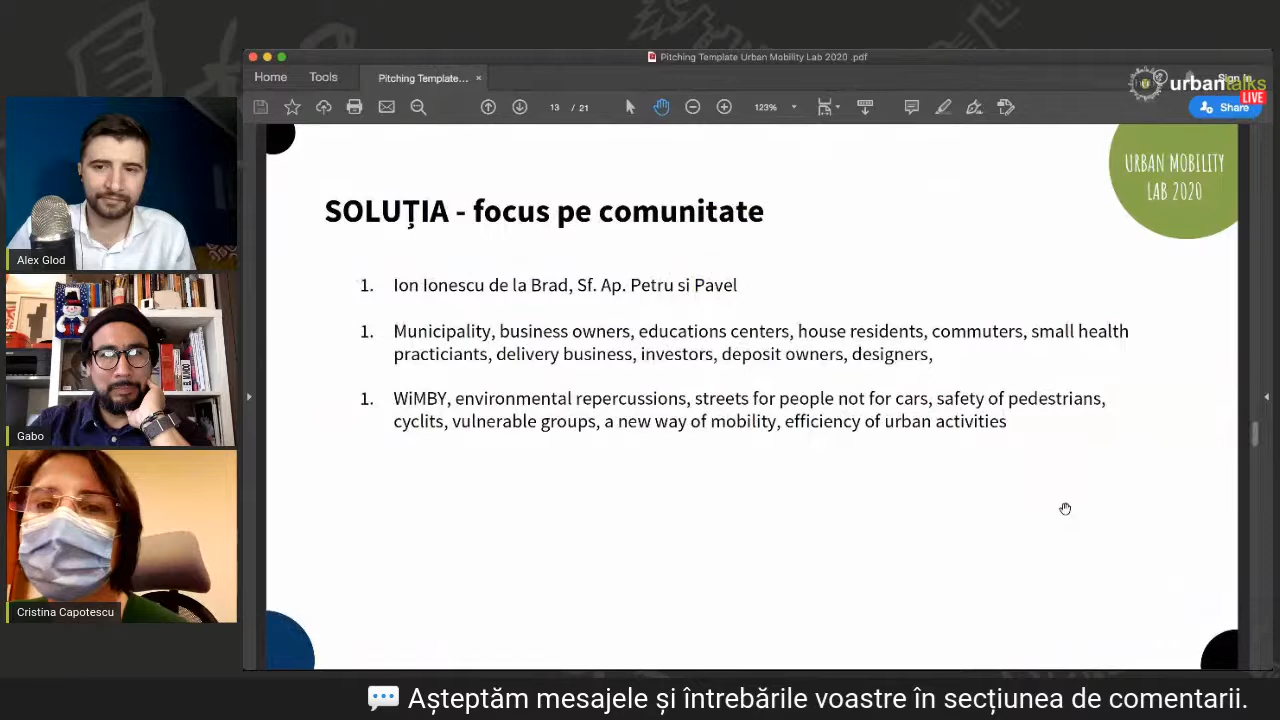 Pitching Template Urban Mobility Lab 2020 .pdf
Home
Tools
Pitching Template...
×
Sign In
urbantalks
LIVE
13 / 21
123%
Share
URBAN MOBILITY
LAB 2020
SOLUȚIA - focus pe comunitate
1. Ion Ionescu de la Brad, Sf. Ap. Petru si Pavel
1. Municipality, business owners, educations centers, house residents, commuters, small health
practiciants, delivery business, investors, deposit owners, designers,
1. WiMBY, environmental repercussions, streets for people not for cars, safety of pedestrians,
cyclits, vulnerable groups, a new way of mobility, efficiency of urban activities
Alex Glod
Gabo
Cristina Capotescu
💬 Așteptăm mesajele și întrebările voastre în secțiunea de comentarii.